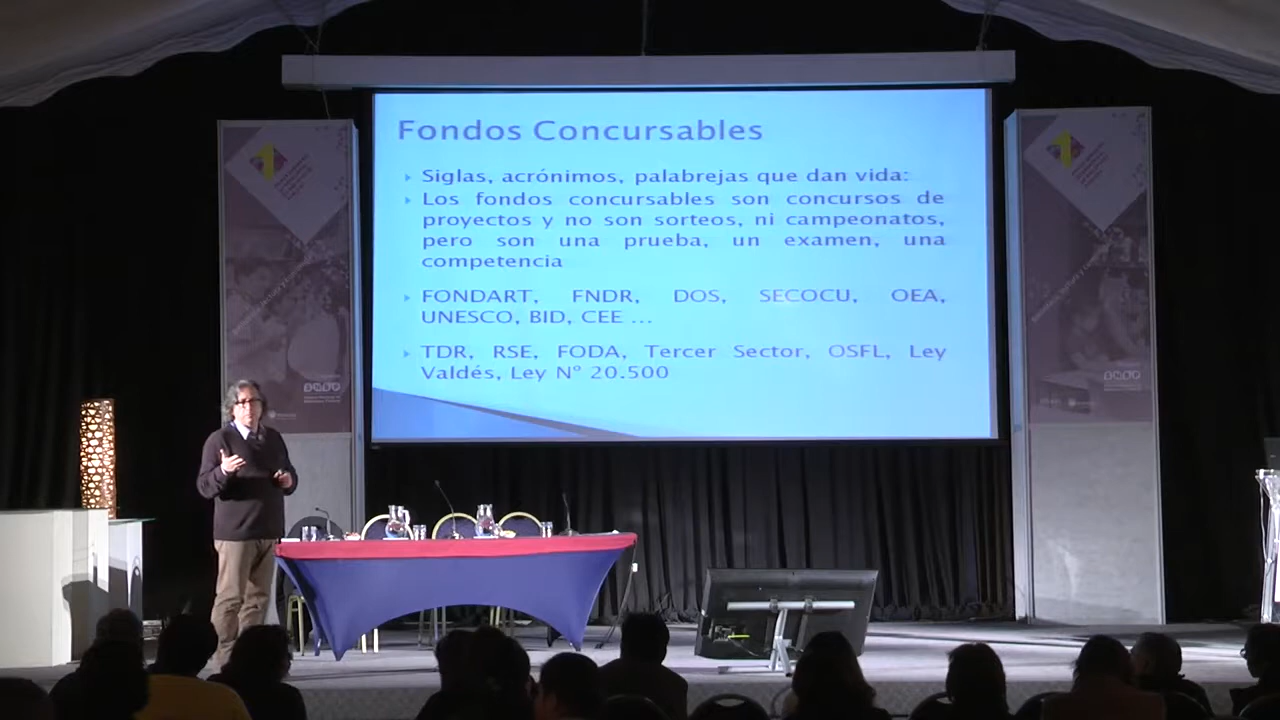 Fondos Concursables
Siglas, acrónimos, palabrejas que dan vida:
Los fondos concursables son concursos de
proyectos y no son sorteos, ni campeonatos,
pero son una prueba, un examen, una
competencia
FONDART, FNDR, DOS, SECOCU, OEA,
UNESCO, BID, CEE ...
TDR, RSE, FODA, Tercer Sector, OSFL, Ley
Valdés, Ley N° 20.500